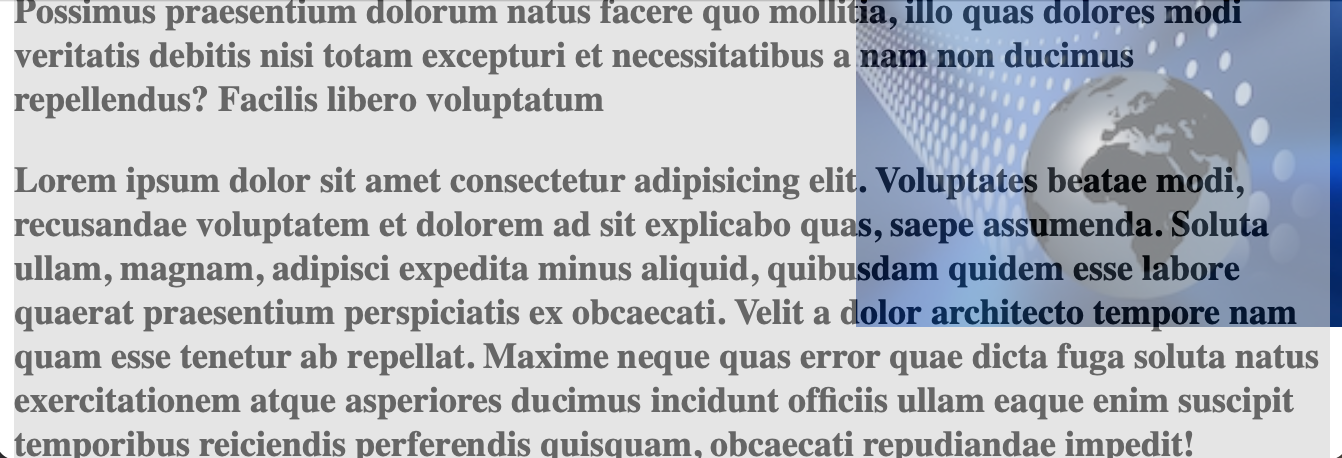 Possimus praesentium dolorum natus facere quo mollitia, illo quas dolores modi
veritatis debitis nisi totam excepturi et necessitatibus a nam non ducimus
repellendus? Facilis libero voluptatum
Lorem ipsum dolor sit amet consectetur adipisicing elit. Voluptates beatae modi,
recusandae voluptatem et dolorem ad sit explicabo quas, saepe assumenda. Soluta
ullam, magnam, adipisci expedita minus aliquid, quibusdam quidem esse labore
quaerat praesentium perspiciatis ex obcaecati. Velit a dolor architecto tempore nam
quam esse tenetur ab repellat. Maxime neque quas error quae dicta fuga soluta natus
exercitationem atque asperiores ducimus incidunt officiis ullam eaque enim suscipit
temporibus reiciendis perferendis quisquam, obcaecati repudiandae impedit!